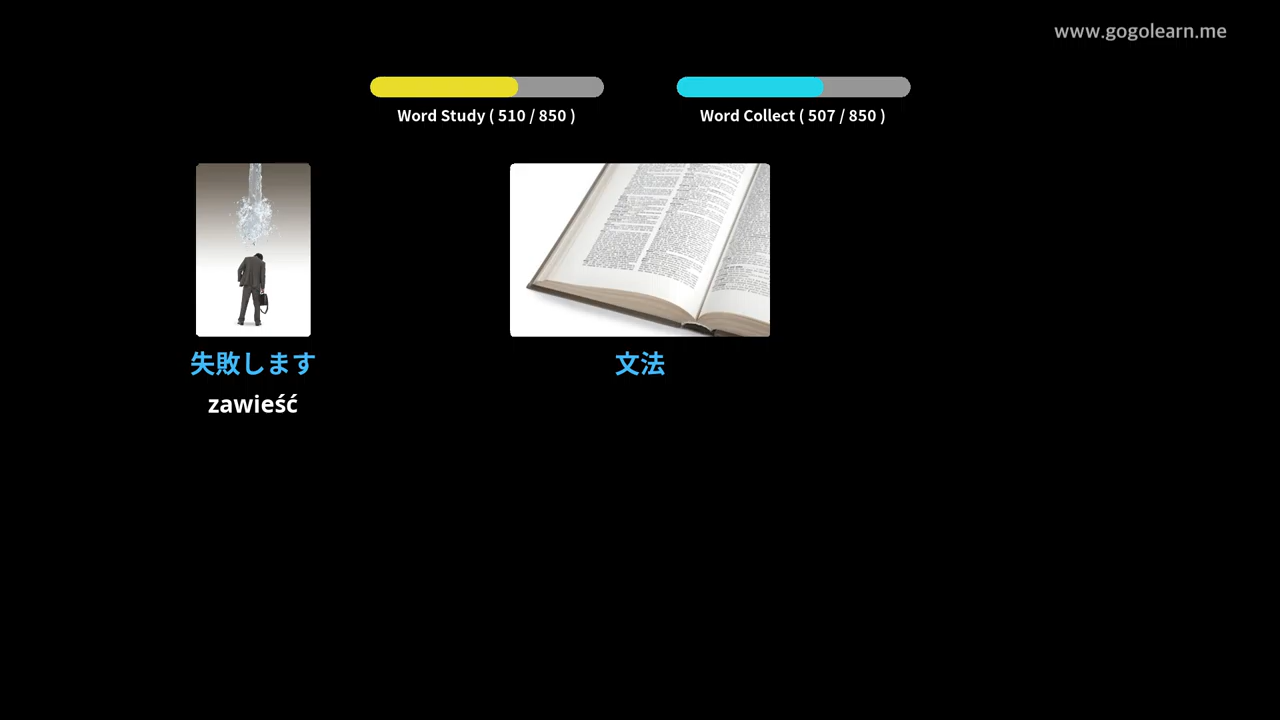 www.gogolearn.me
Word Study ( 510 / 850 )
Word Collect ( 507 / 850 )
失敗します
文法
zawieść